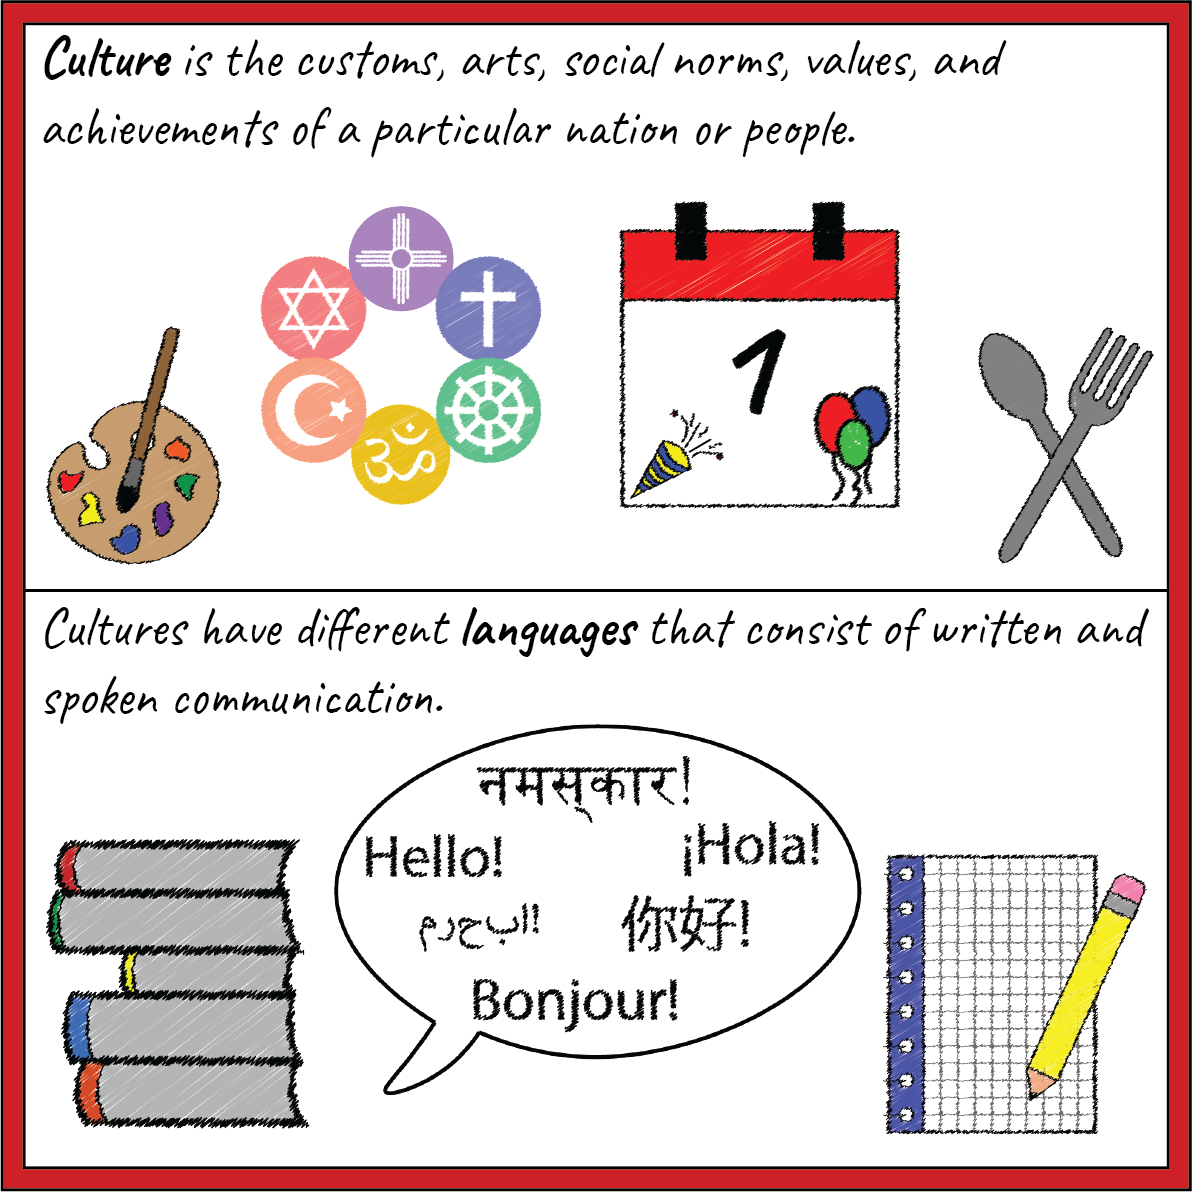 Culture is the customs, arts, social norms, values, and
achievements of a particular nation or people.
1
Cultures have different languages that consist of written and
spoken communication.
नमस्कार!
Hello!
¡Hola!
!ابحرم
你好!
Bonjour!